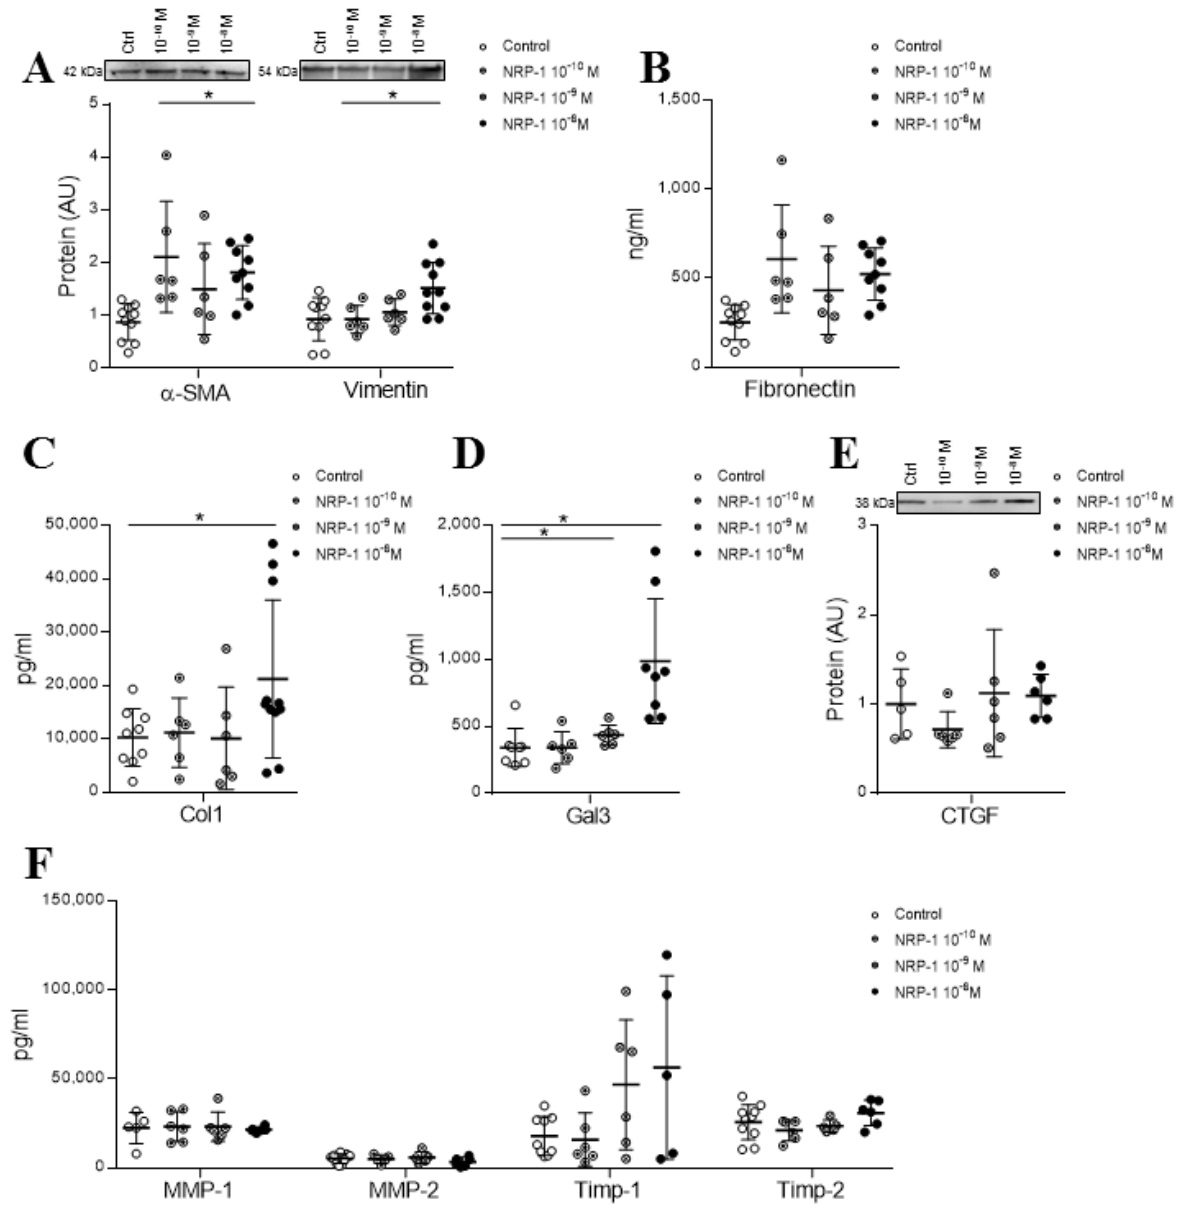 A
Ctrl
10⁻¹⁰ M
10⁻⁹ M
10⁻⁸ M
42 kDa
Ctrl
10⁻¹⁰ M
10⁻⁹ M
10⁻⁸ M
54 kDa
Control
NRP-1 10⁻¹⁰ M
NRP-1 10⁻⁹ M
NRP-1 10⁻⁸M
* *
5
4
3
2
1
0
Protein (AU)
α-SMA Vimentin
B
Control
NRP-1 10⁻¹⁰ M
NRP-1 10⁻⁹ M
NRP-1 10⁻⁸M
1,500
1,000
500
0
ng/ml
Fibronectin
C
Control
NRP-1 10⁻¹⁰ M
NRP-1 10⁻⁹ M
NRP-1 10⁻⁸M
*
50,000
40,000
30,000
20,000
10,000
0
pg/ml
Col1
D
Control
NRP-1 10⁻¹⁰ M
NRP-1 10⁻⁹ M
NRP-1 10⁻⁸M
*
*
2,000
1,500
1,000
500
0
pg/ml
Gal3
E
Ctrl
10⁻¹⁰ M
10⁻⁹ M
10⁻⁸ M
38 kDa
Control
NRP-1 10⁻¹⁰ M
NRP-1 10⁻⁹ M
NRP-1 10⁻⁸M
3
2
1
0
Protein (AU)
CTGF
F
Control
NRP-1 10⁻¹⁰ M
NRP-1 10⁻⁹ M
NRP-1 10⁻⁸M
150,000
100,000
50,000
0
pg/ml
MMP-1 MMP-2 Timp-1 Timp-2